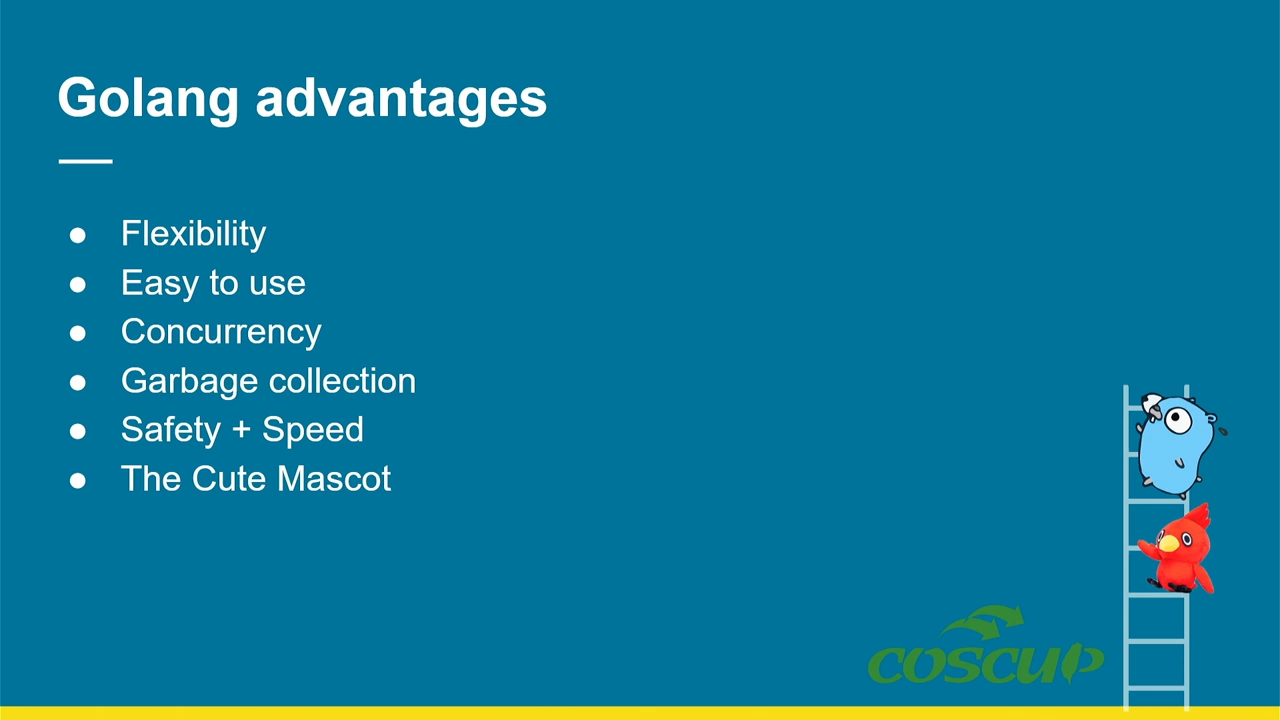 Golang advantages
● Flexibility
● Easy to use
● Concurrency
● Garbage collection
● Safety + Speed
● The Cute Mascot
COSCUP